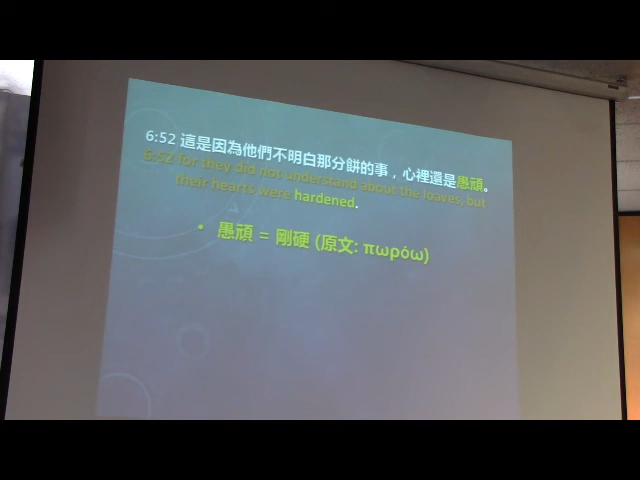 6:52 這是因為他們不明白那分餅的事，心裡還是愚頑。
6:52 for they did not understand about the loaves, but
their hearts were hardened.
• 愚頑 = 剛硬 (原文: πωρόω)